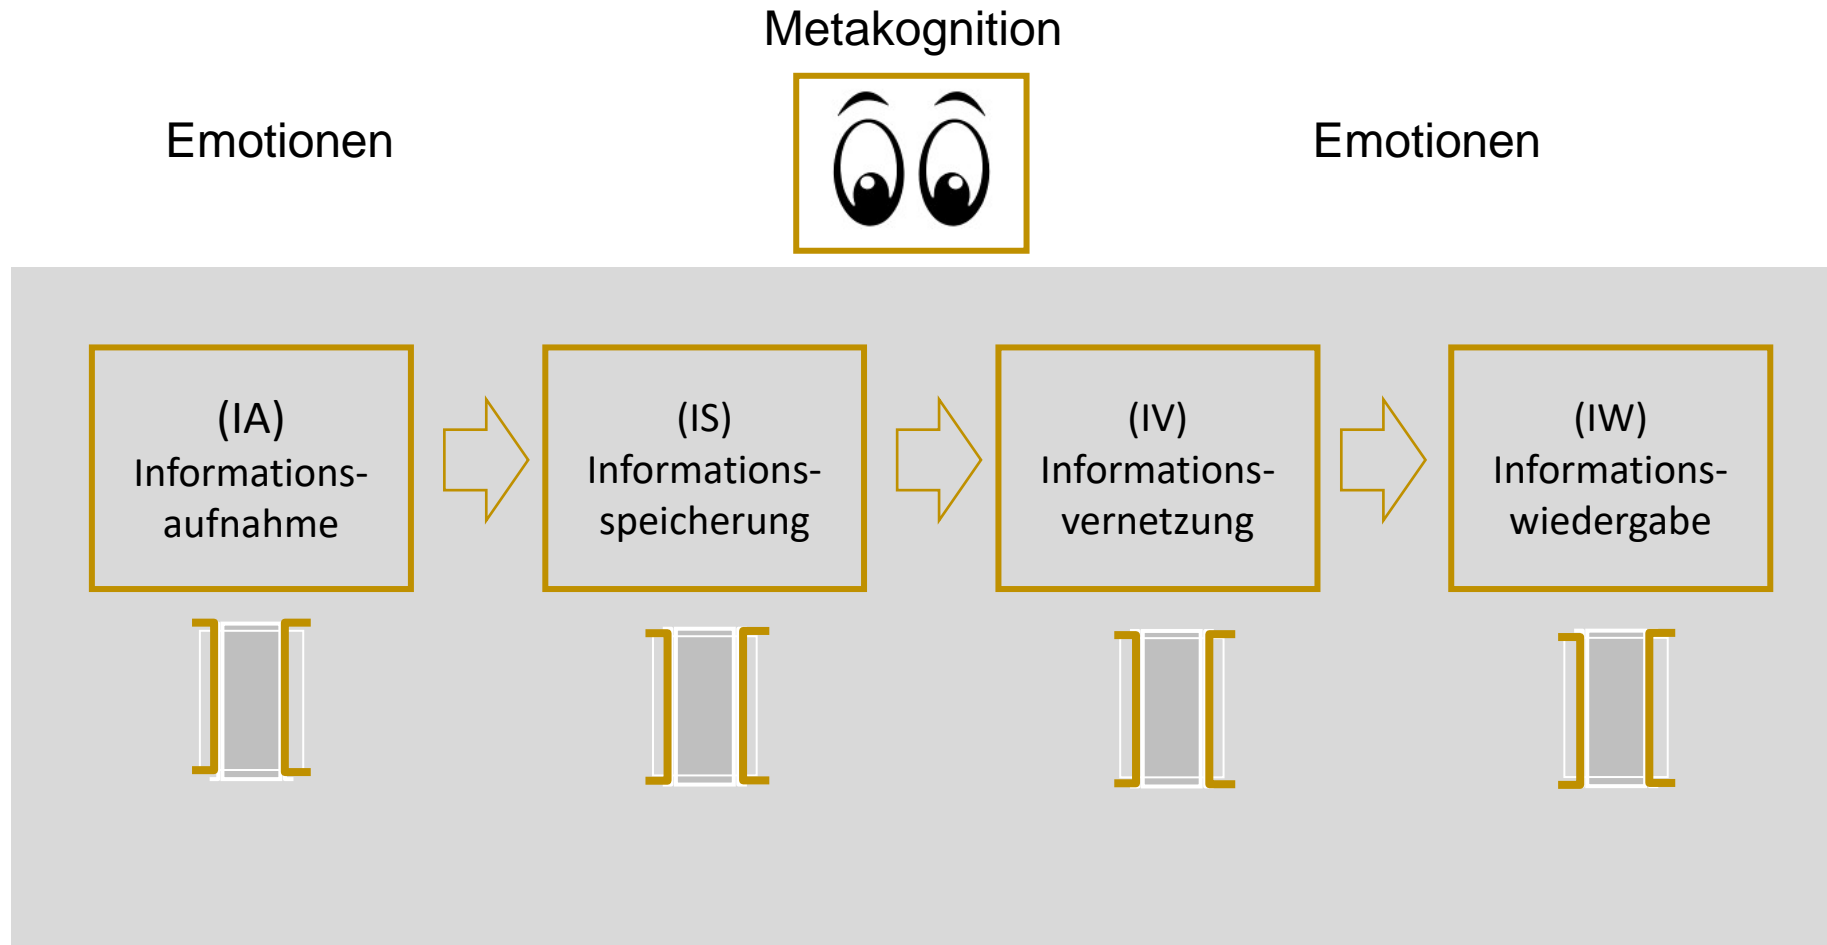 Metakognition
Emotionen
Emotionen
(IA)
Informations-
aufnahme
(IS)
Informations-
speicherung
(IV)
Informations-
vernetzung
(IW)
Informations-
wiedergabe